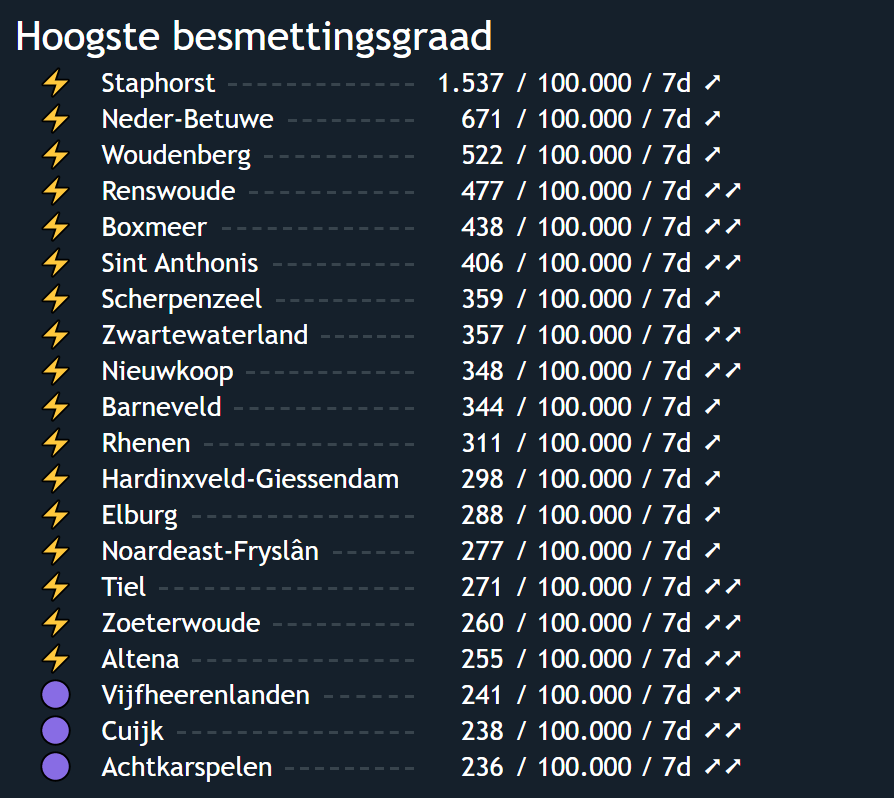 Hoogste besmettingsgraad
⚡ Staphorst 1.537 / 100.000 / 7d ➚
⚡ Neder-Betuwe 671 / 100.000 / 7d ➚
⚡ Woudenberg 522 / 100.000 / 7d ➚
⚡ Renswoude 477 / 100.000 / 7d ➚➚
⚡ Boxmeer 438 / 100.000 / 7d ➚➚
⚡ Sint Anthonis 406 / 100.000 / 7d ➚➚
⚡ Scherpenzeel 359 / 100.000 / 7d ➚
⚡ Zwartewaterland 357 / 100.000 / 7d ➚➚
⚡ Nieuwkoop 348 / 100.000 / 7d ➚➚
⚡ Barneveld 344 / 100.000 / 7d ➚
⚡ Rhenen 311 / 100.000 / 7d ➚
⚡ Hardinxveld-Giessendam 298 / 100.000 / 7d ➚
⚡ Elburg 288 / 100.000 / 7d ➚
⚡ Noardeast-Fryslân 277 / 100.000 / 7d ➚
⚡ Tiel 271 / 100.000 / 7d ➚➚
⚡ Zoeterwoude 260 / 100.000 / 7d ➚➚
⚡ Altena 255 / 100.000 / 7d ➚➚
🟣 Vijfheerenlanden 241 / 100.000 / 7d ➚➚
🟣 Cuijk 238 / 100.000 / 7d ➚➚
🟣 Achtkarspelen 236 / 100.000 / 7d ➚➚